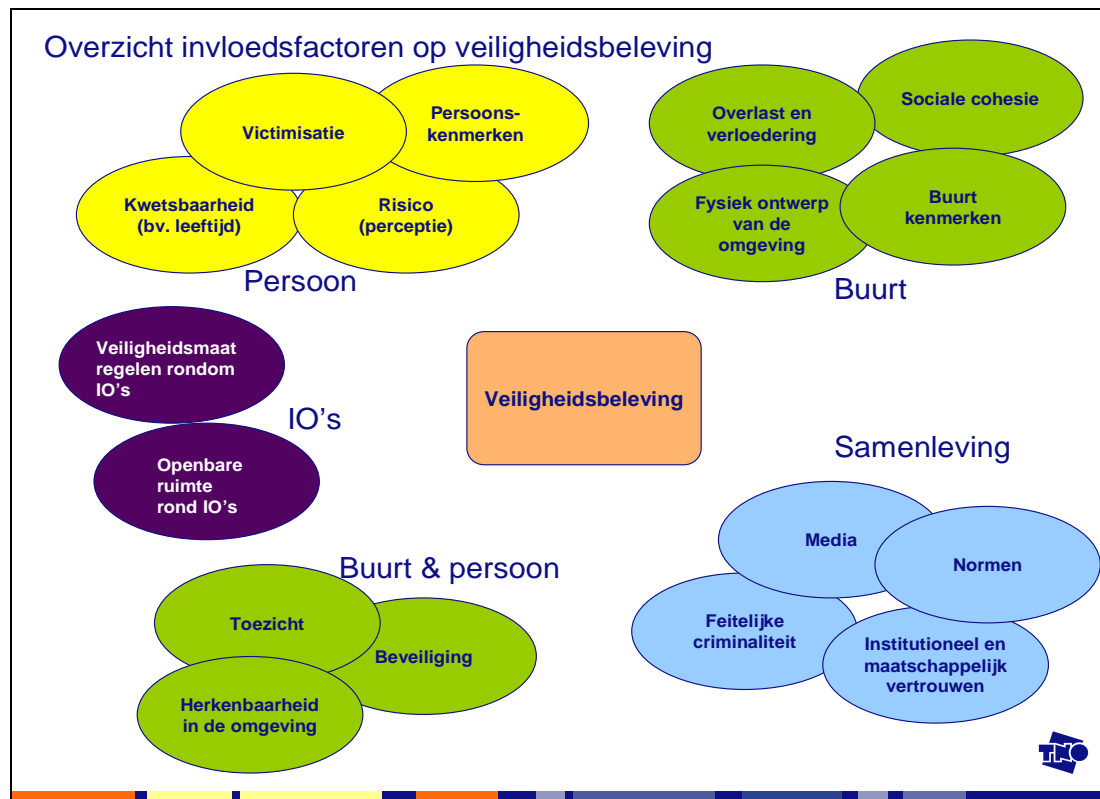 Overzicht invloedsfactoren op veiligheidsbeleving
Victimisatie
Persoons-
kenmerken
Kwetsbaarheid
(bv. leeftijd)
Risico
(perceptie)
Persoon
Overlast en
verloedering
Sociale cohesie
Fysiek ontwerp
van de
omgeving
Buurt
kenmerken
Buurt
Veiligheidsmaat
regelen rondom
IO's
IO's
Openbare
ruimte
rond IO's
Veiligheidsbeleving
Samenleving
Media
Normen
Feitelijke
criminaliteit
Institutioneel en
maatschappelijk
vertrouwen
Buurt & persoon
Toezicht
Beveiliging
Herkenbaarheid
in de omgeving
TNO